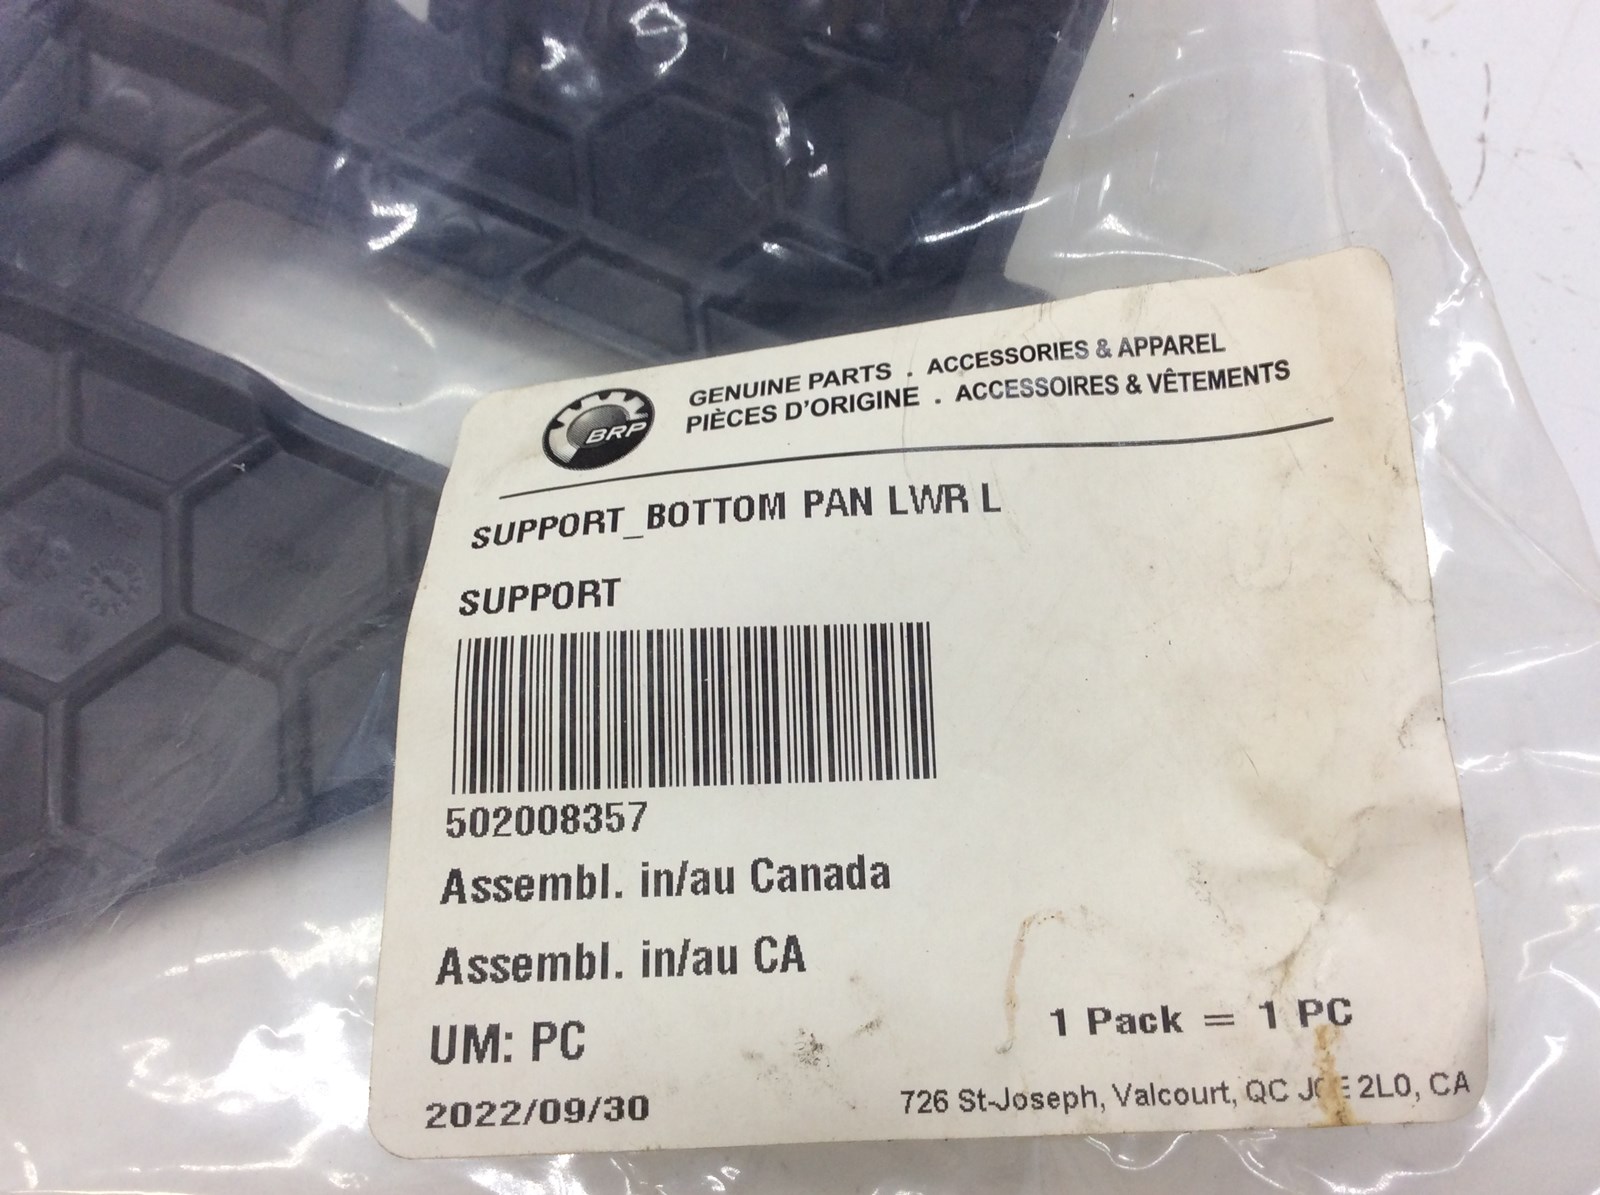 BRP
GENUINE PARTS . ACCESSORIES & APPAREL
PIÈCES D'ORIGINE . ACCESSOIRES & VÊTEMENTS
SUPPORT_BOTTOM PAN LWR L
SUPPORT
502008357
Assembl. in/au Canada
Assembl. in/au CA
UM: PC
1 Pack = 1 PC
2022/09/30
726 St-Joseph, Valcourt, QC 2L0, CA